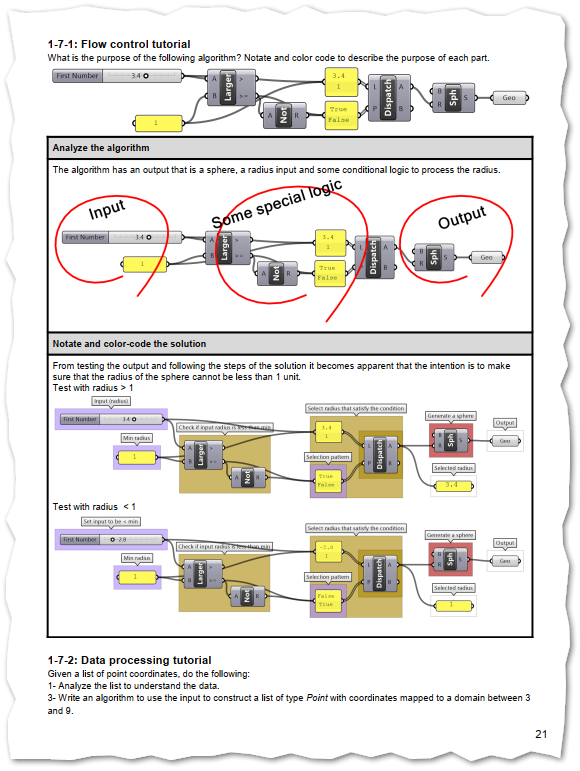 1-7-1: Flow control tutorial
What is the purpose of the following algorithm? Notate and color code to describe the purpose of each part.
First Number 3.4
1
A B Larger > >=
A Not R
3.4
1
True
False
L P Dispatch A B
B R Sph S
Geo
Analyze the algorithm
The algorithm has an output that is a sphere, a radius input and some conditional logic to process the radius.
Input
Some special logic
Output
First Number 3.4
1
A B Larger > >=
A Not R
3.4
1
True
False
L P Dispatch A B
B R Sph S
Geo
Notate and color-code the solution
From testing the output and following the steps of the solution it becomes apparent that the intention is to make
sure that the radius of the sphere cannot be less than 1 unit.
Test with radius > 1
Input (radius)
First Number 3.4
Min radius
1
Check if input radius is less than min
A B Larger > >=
A Not R
Select radius that satisfy the condition
3.4
1
Selection pattern
True
False
L P Dispatch A B
Generate a sphere
B R Sph S
Output
Geo
Selected radius
3.4
Test with radius < 1
Set input to be < min
First Number -2.0
Min radius
1
Check if input radius is less than min
A B Larger > >=
A Not R
Select radius that satisfy the condition
-2.0
1
Selection pattern
False
True
L P Dispatch A B
Generate a sphere
B R Sph S
Output
Geo
Selected radius
1
1-7-2: Data processing tutorial
Given a list of point coordinates, do the following:
1- Analyze the list to understand the data.
3- Write an algorithm to use the input to construct a list of type Point with coordinates mapped to a domain between 3
and 9.
21